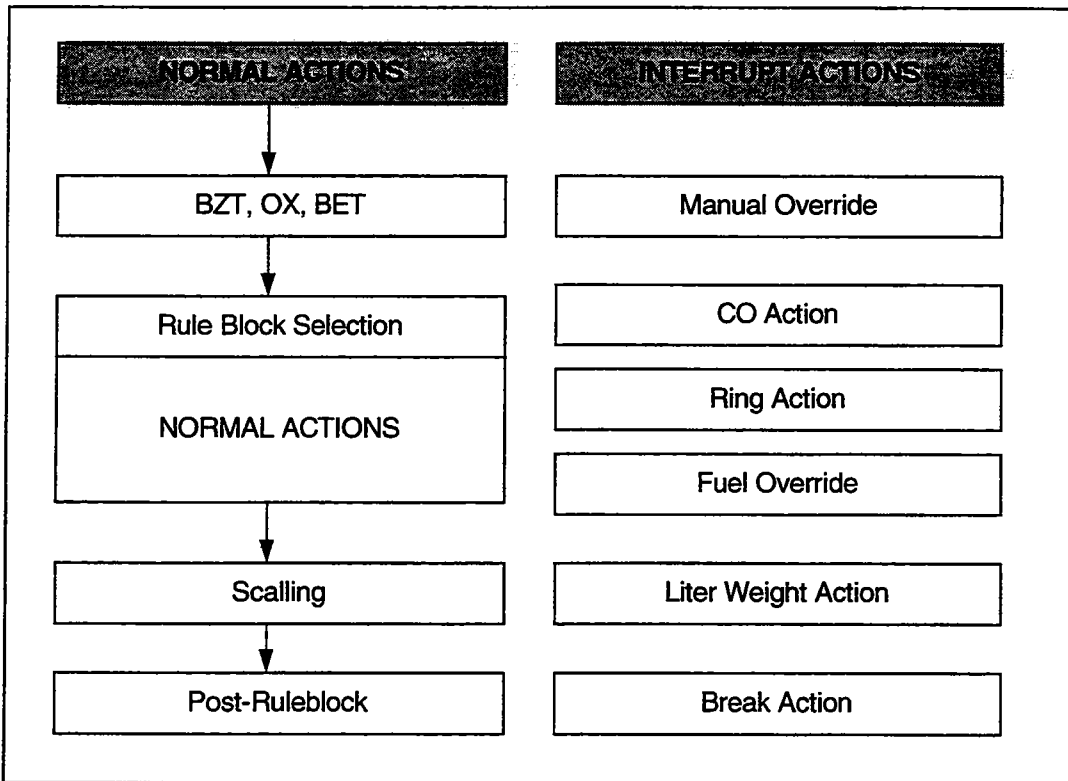 NORMAL ACTIONS
BZT, OX, BET
Rule Block Selection
NORMAL ACTIONS
Scalling
Post-Ruleblock
INTERRUPT ACTIONS
Manual Override
CO Action
Ring Action
Fuel Override
Liter Weight Action
Break Action